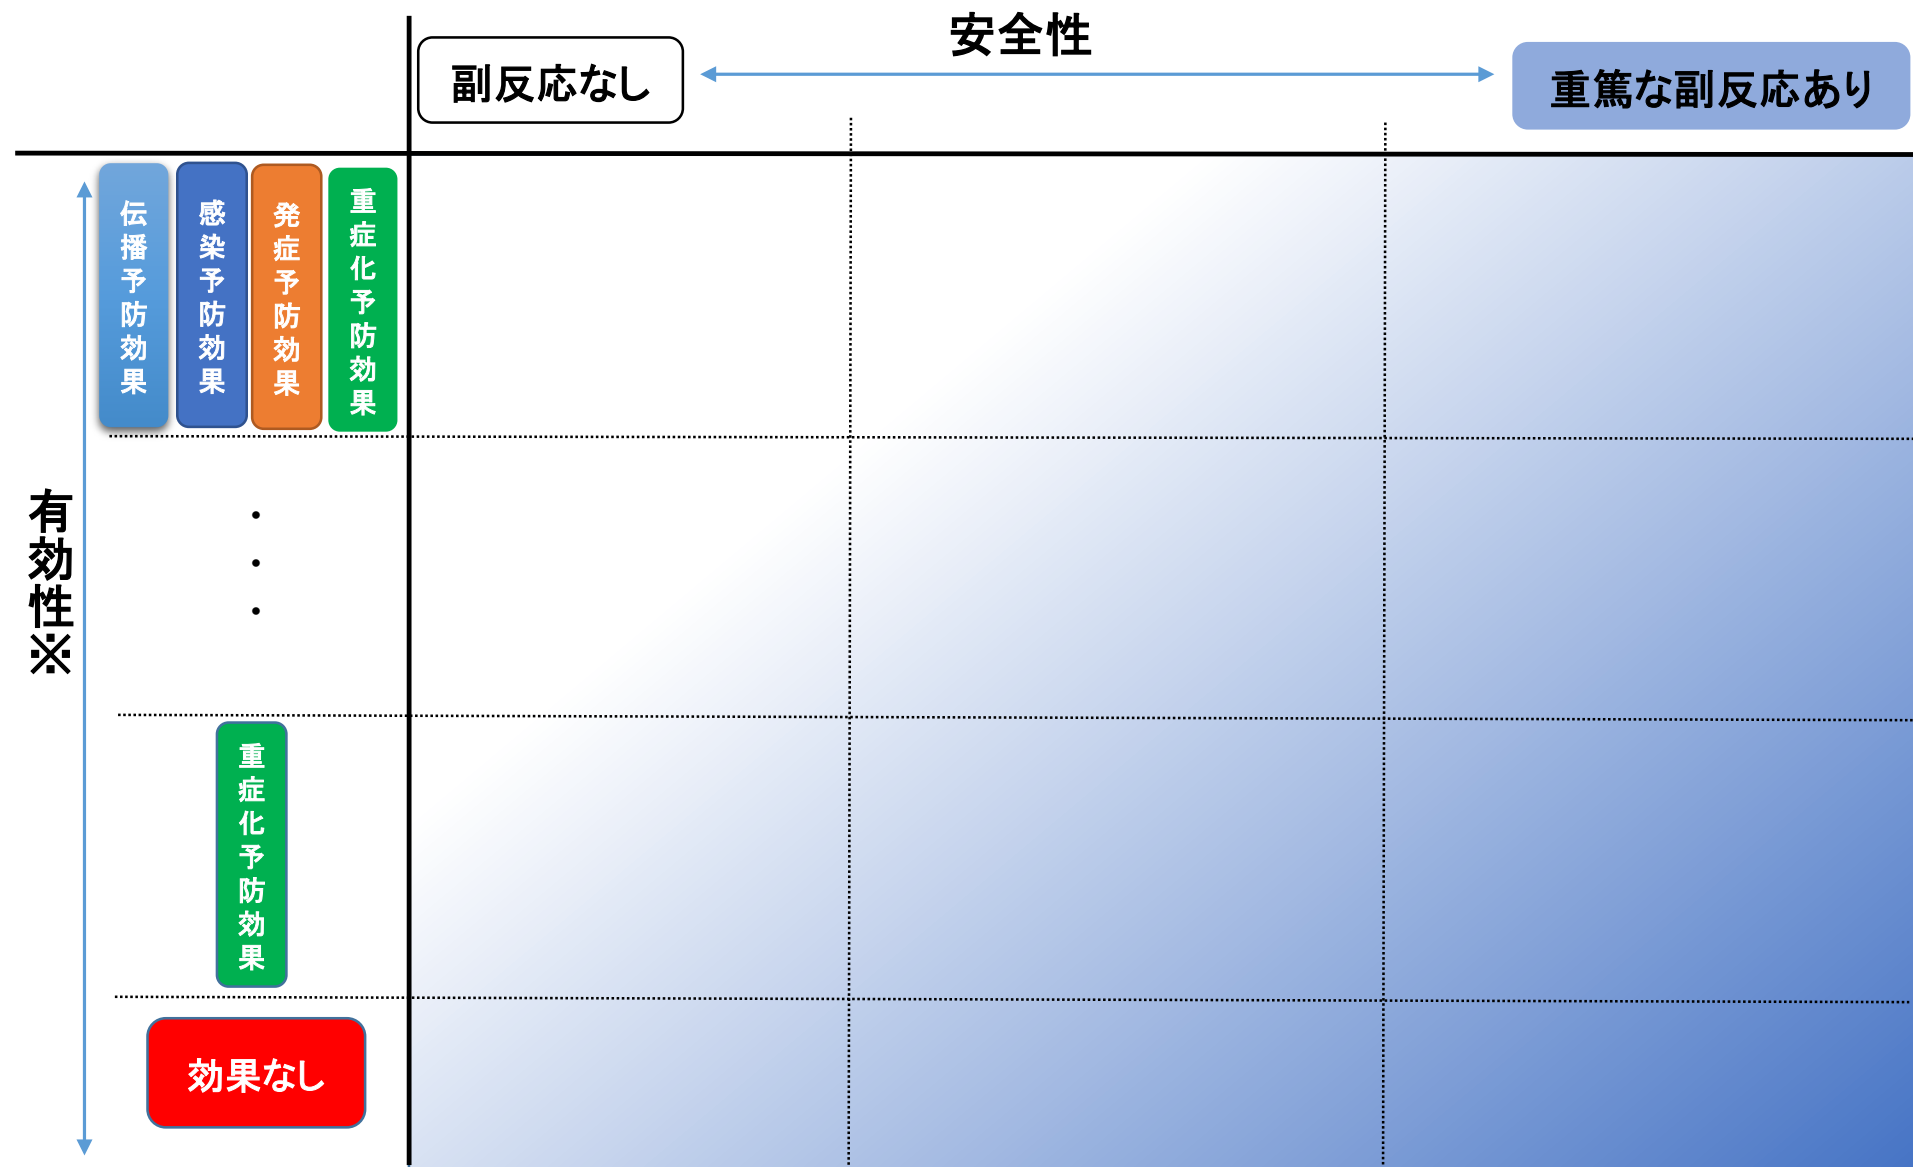 安全性
副反応なし
重篤な副反応あり
伝播予防効果
感染予防効果
発症予防効果
重症化予防効果
有効性※
・
・
・
重症化予防効果
効果なし